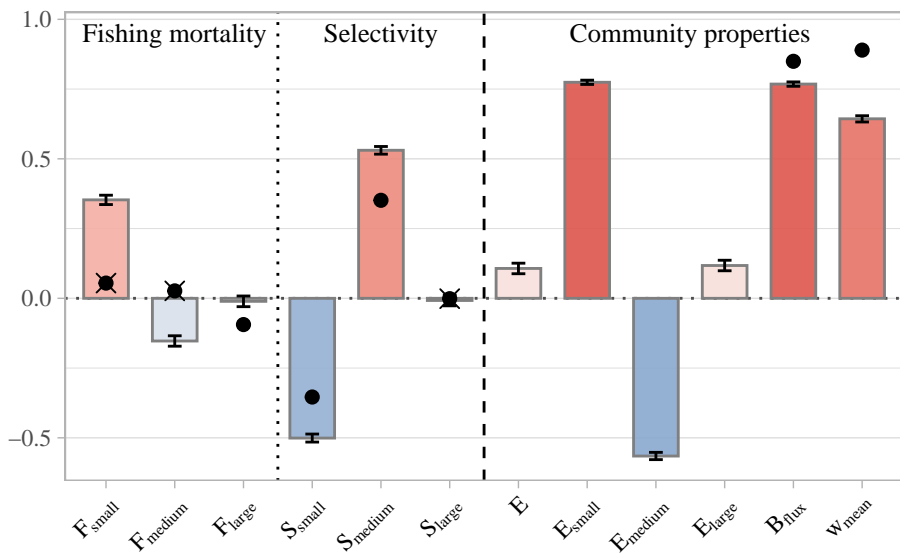 Fishing mortality
Selectivity
Community properties
1.0
0.5
0.0
–0.5
F small
F medium
F large
S small
S medium
S large
E
E small
E medium
E large
B flux
w mean